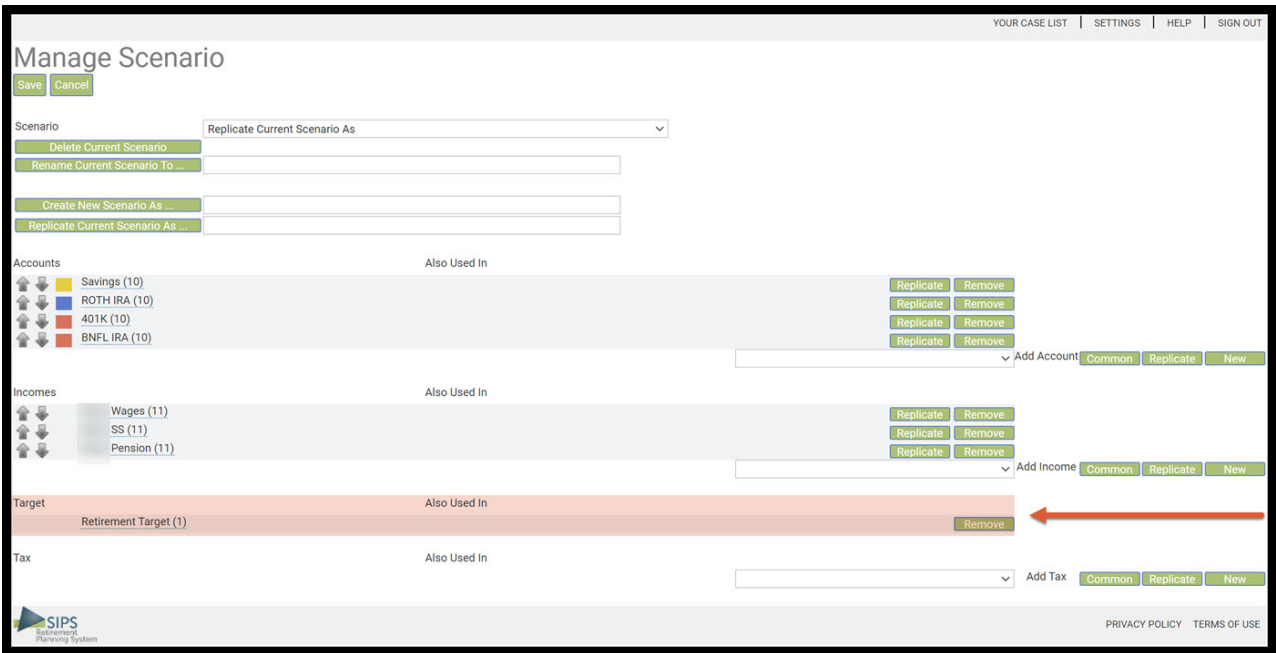 YOUR CASE LIST | SETTINGS | HELP | SIGN OUT
Manage Scenario
Save Cancel
Scenario Replicate Current Scenario As
Delete Current Scenario
Rename Current Scenario To ...
Create New Scenario As ...
Replicate Current Scenario As ...
Accounts Also Used In
Savings (10) Replicate Remove
ROTH IRA (10) Replicate Remove
401K (10) Replicate Remove
BNFL IRA (10) Replicate Remove
Add Account Common Replicate New
Incomes Also Used In
Wages (11) Replicate Remove
SS (11) Replicate Remove
Pension (11) Replicate Remove
Add Income Common Replicate New
Target Also Used In
Retirement Target (1) Remove
Tax Also Used In
Add Tax Common Replicate New
SIPS
Retirement
Planning System
PRIVACY POLICY TERMS OF USE